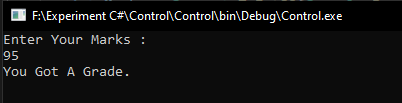 F:\Experiment C#\Control\Control\bin\Debug\Control.exe
Enter Your Marks :
95
You Got A Grade.